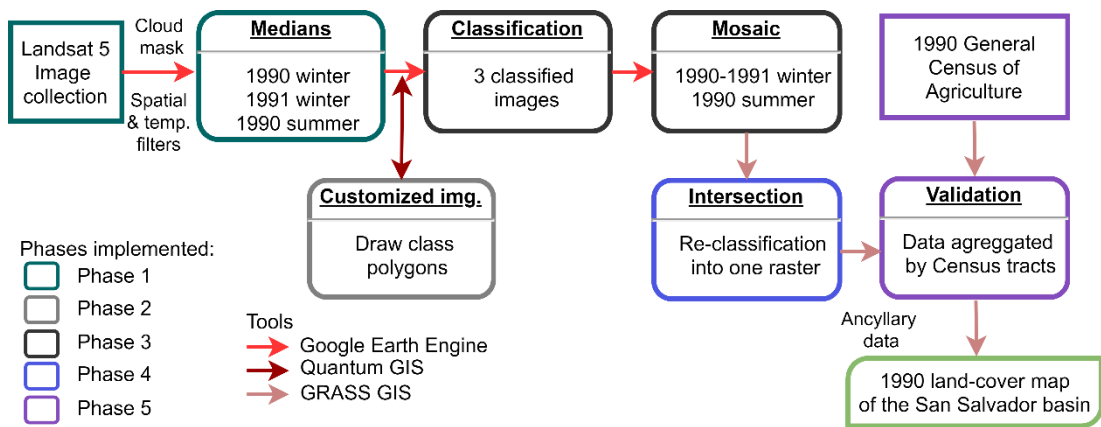 Landsat 5
Image
collection
Cloud
mask
Spatial
& temp.
filters
Medians
1990 winter
1991 winter
1990 summer
Classification
3 classified
images
Mosaic
1990-1991 winter
1990 summer
1990 General
Census of
Agriculture
Customized img.
Draw class
polygons
Intersection
Re-classification
into one raster
Validation
Data agreggated
by Census tracts
Phases implemented:
Phase 1
Phase 2
Phase 3
Phase 4
Phase 5
Tools
Google Earth Engine
Quantum GIS
GRASS GIS
Ancyllary
data
1990 land-cover map
of the San Salvador basin